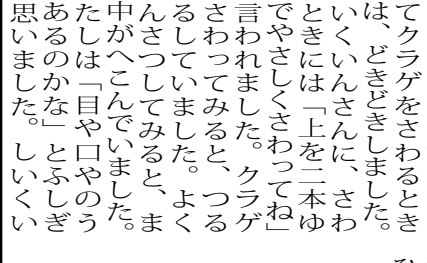 てクラゲをさわるとき
は、どきどきしました。
いくいんさんに、さわ
ときには「上を二本ゆ
でやさしくさわってね」
言われました。クラゲ
さわってみると、つる
るしていました。よく
んさつしてみると、ま
中がへこんでいました。
たしは「目や口やのう
あるのかな」とふしぎ
思いました。しいくい